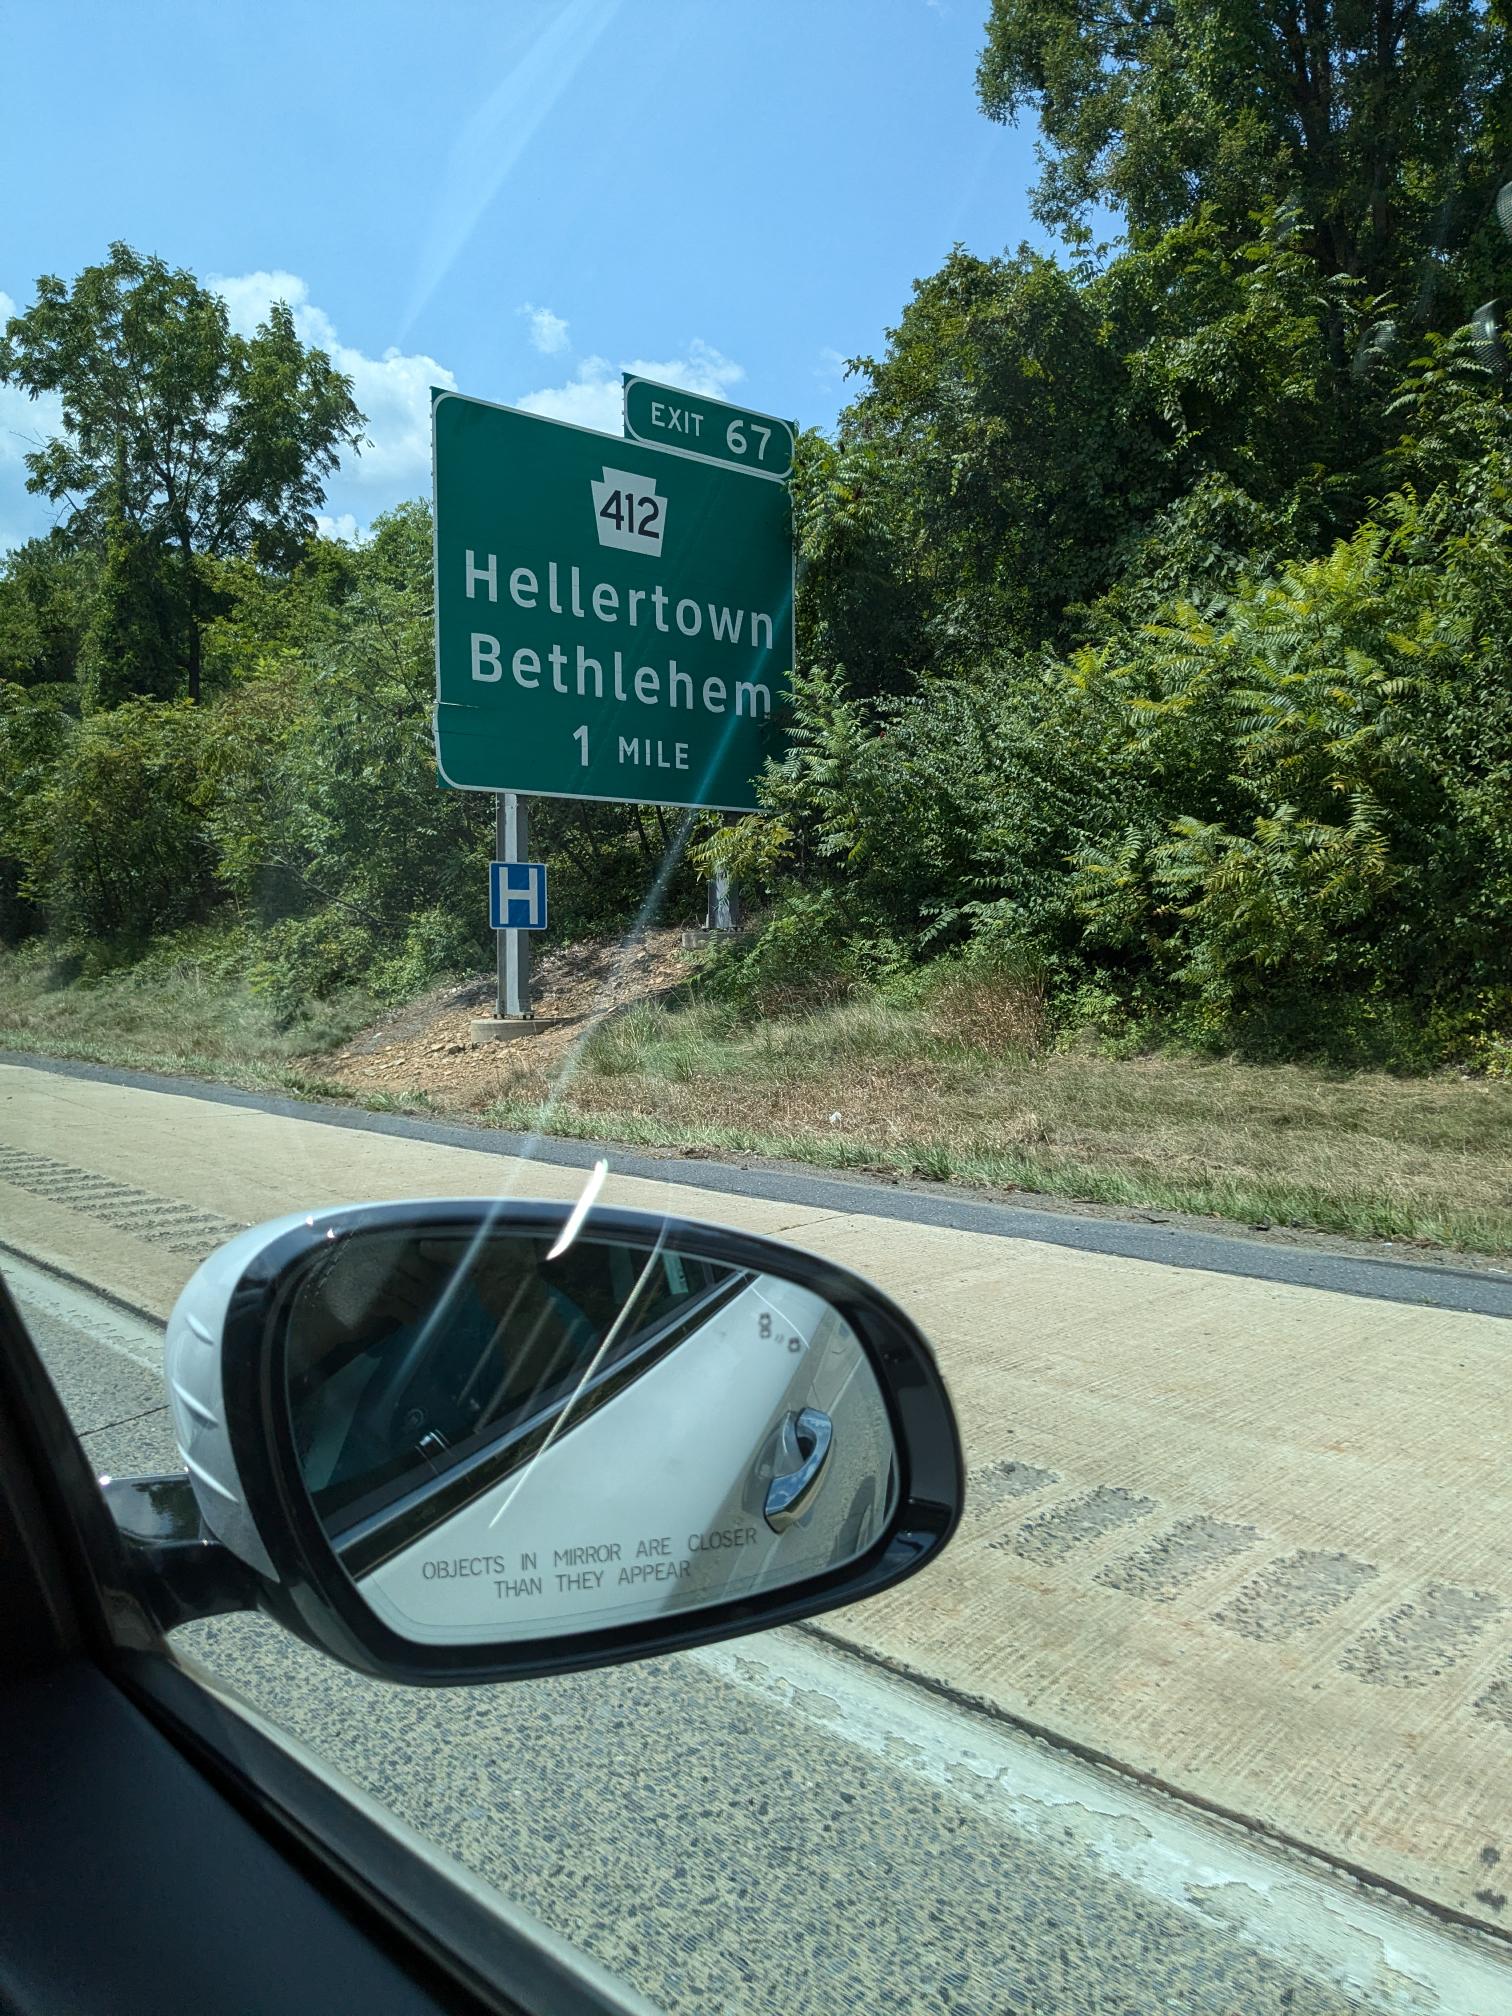 EXIT 67
412
Hellertown
Bethlehem
1 MILE
H
OBJECTS IN MIRROR ARE CLOSER
THAN THEY APPEAR